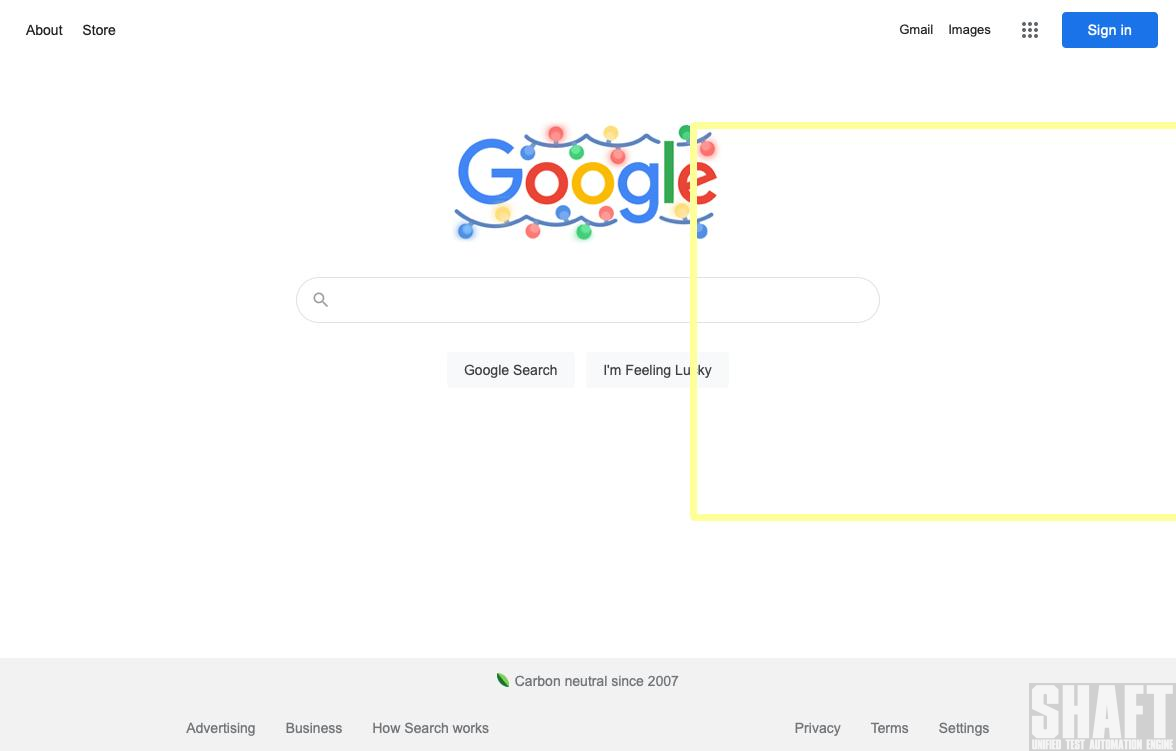 About Store
Gmail Images
Sign in
Google
Google Search
I'm Feeling Lucky
Carbon neutral since 2007
Advertising Business How Search works
Privacy Terms Settings
SHAFT
UNIFIED TEST AUTOMATION ENGINE